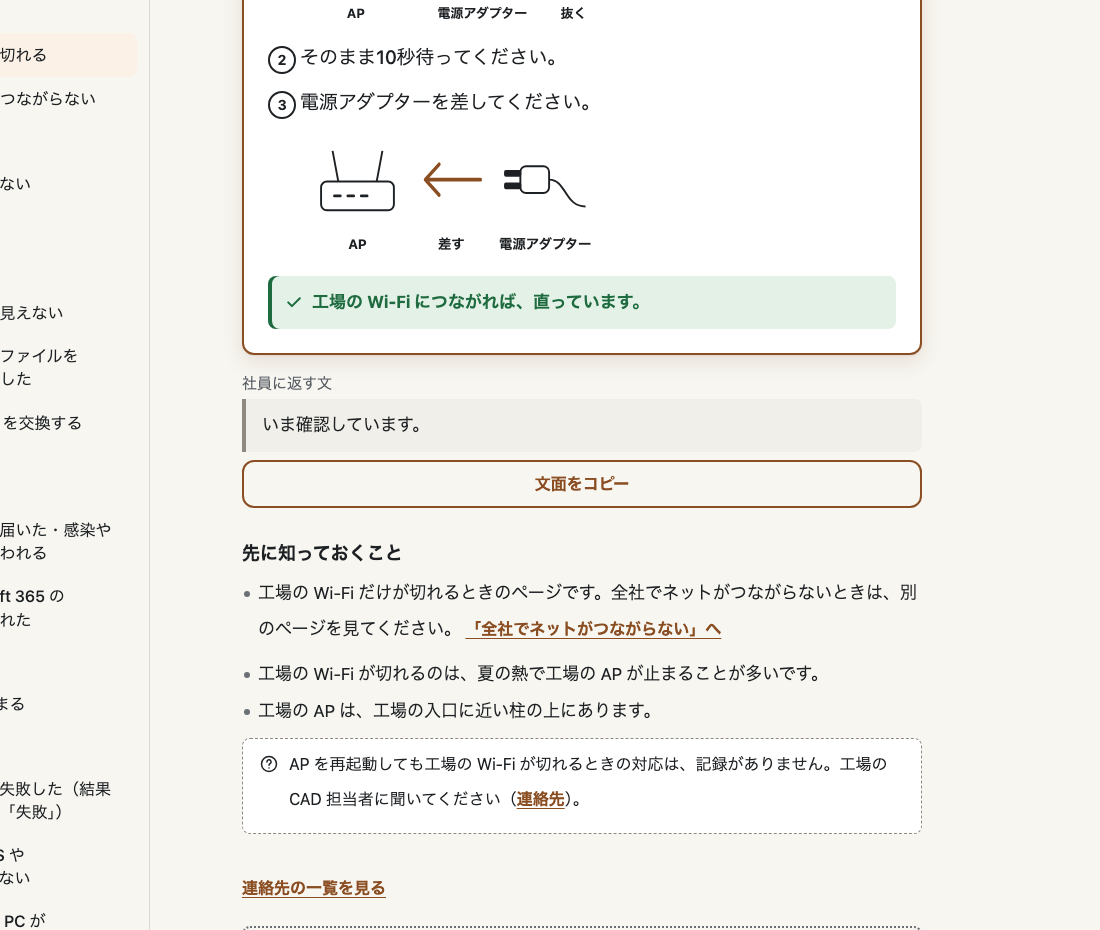 切れる
つながらない
ない
見えない
ファイルを
した
を交換する
届いた・感染や
われる
ft 365 の
れた
まる
失敗した（結果
「失敗」）
S や
ない
PC が
AP 電源アダプター 抜く
2 そのまま10秒待ってください。
3 電源アダプターを差してください。
AP 差す 電源アダプター
工場の Wi-Fi につながれば、直っています。
社員に返す文
いま確認しています。
文面をコピー
先に知っておくこと
工場の Wi-Fi だけが切れるときのページです。全社でネットがつながらないときは、別
のページを見てください。 「全社でネットがつながらない」へ
工場の Wi-Fi が切れるのは、夏の熱で工場の AP が止まることが多いです。
工場の AP は、工場の入口に近い柱の上にあります。
AP を再起動しても工場の Wi-Fi が切れるときの対応は、記録がありません。工場の
CAD 担当者に聞いてください（連絡先）。
連絡先の一覧を見る